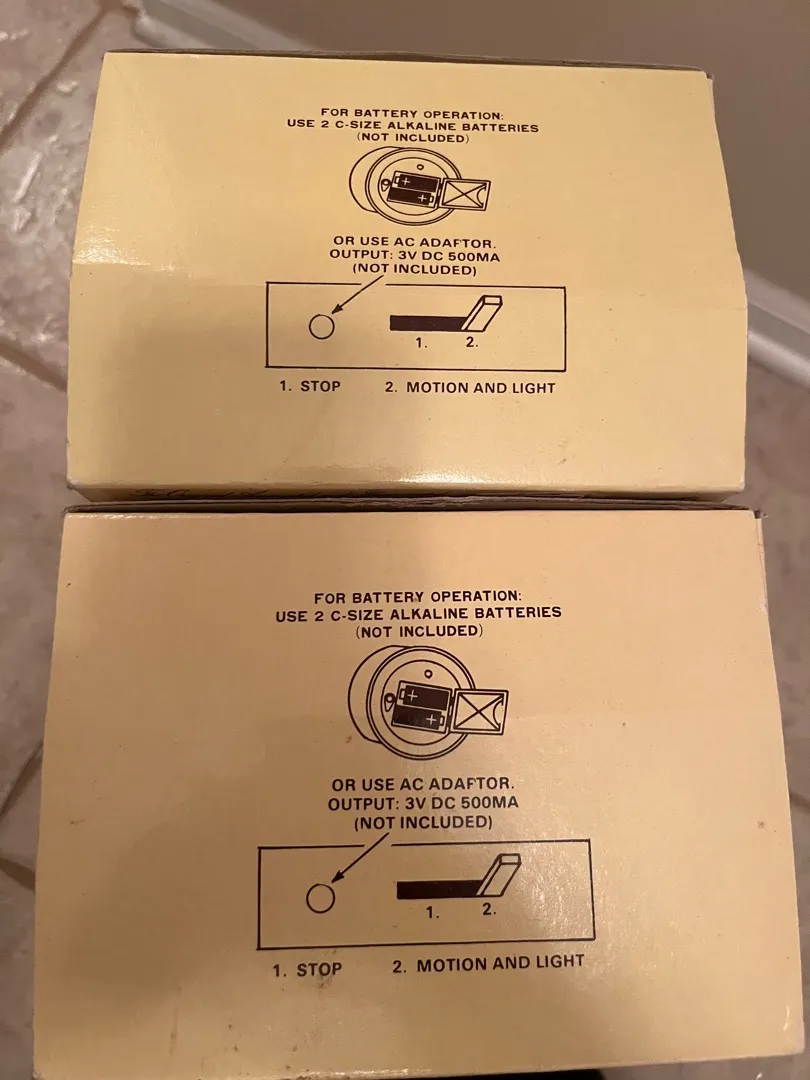 FOR BATTERY OPERATION:
USE 2 C-SIZE ALKALINE BATTERIES
(NOT INCLUDED)
+
+
OR USE AC ADAPTOR.
OUTPUT: 3V DC 500MA
(NOT INCLUDED)
1. 2.
1. STOP 2. MOTION AND LIGHT
FOR BATTERY OPERATION:
USE 2 C-SIZE ALKALINE BATTERIES
(NOT INCLUDED)
+
+
OR USE AC ADAPTOR.
OUTPUT: 3V DC 500MA
(NOT INCLUDED)
1. 2.
1. STOP 2. MOTION AND LIGHT